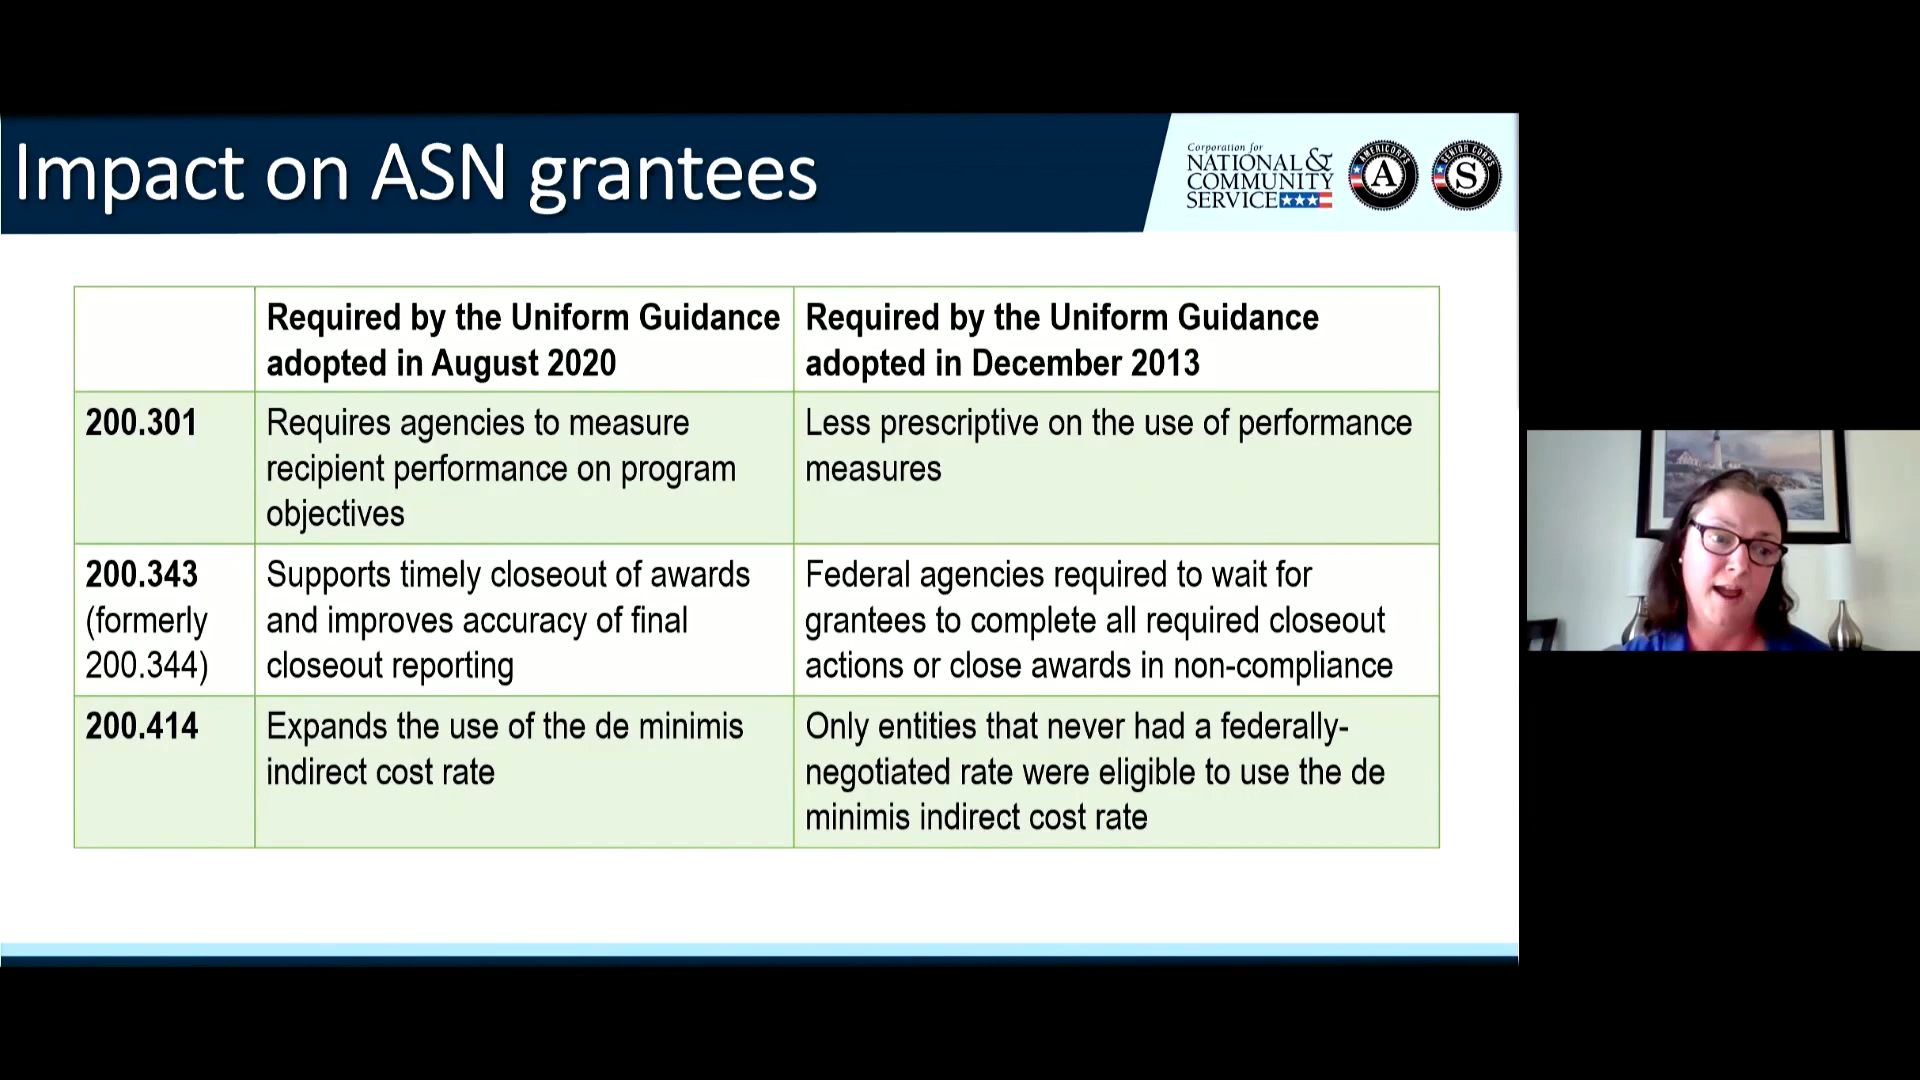 Impact on ASN grantees
Corporation for
NATIONAL &
COMMUNITY
SERVICE
AMERICORPS
A
SENIOR CORPS
S
Required by the Uniform Guidance
adopted in August 2020
Required by the Uniform Guidance
adopted in December 2013
200.301
Requires agencies to measure
recipient performance on program
objectives
Less prescriptive on the use of performance
measures
200.343
(formerly
200.344)
Supports timely closeout of awards
and improves accuracy of final
closeout reporting
Federal agencies required to wait for
grantees to complete all required closeout
actions or close awards in non-compliance
200.414
Expands the use of the de minimis
indirect cost rate
Only entities that never had a federally-
negotiated rate were eligible to use the de
minimis indirect cost rate